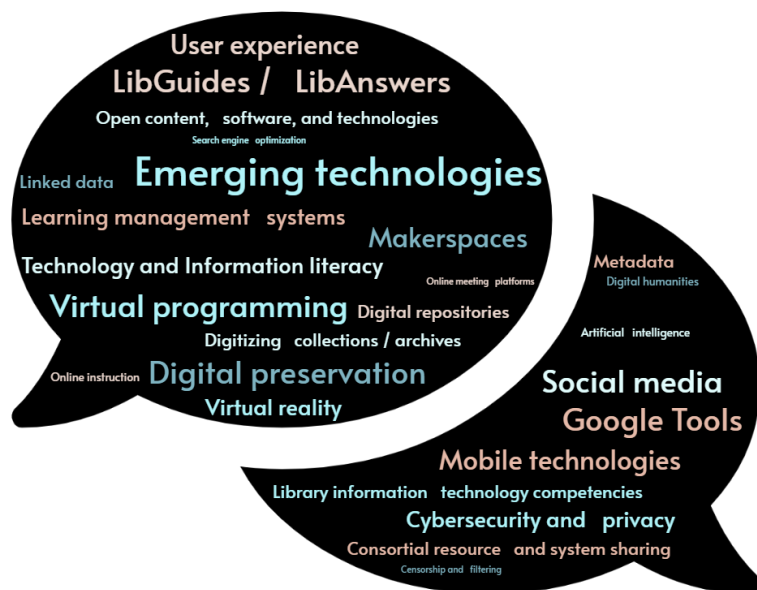 User experience
LibGuides / LibAnswers
Open content, software, and technologies
Search engine optimization
Emerging technologies
Linked data
Learning management systems
Makerspaces
Technology and Information literacy
Online meeting platforms
Virtual programming
Digital repositories
Digitizing collections / archives
Online instruction
Digital preservation
Virtual reality
Metadata
Digital humanities
Artificial intelligence
Social media
Google Tools
Mobile technologies
Library information technology competencies
Cybersecurity and privacy
Consortial resource and system sharing
Censorship and filtering